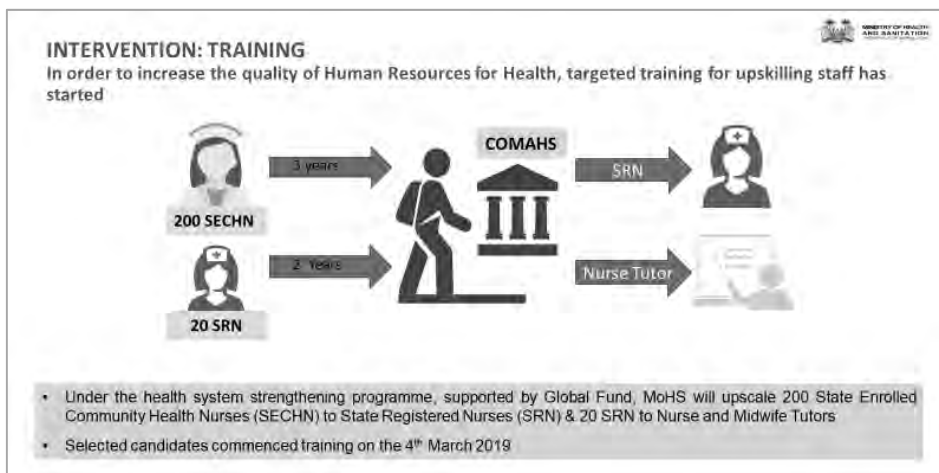 MINISTRY OF HEALTH
AND SANITATION
INTERVENTION: TRAINING
In order to increase the quality of Human Resources for Health, targeted training for upskilling staff has
started
3 years
COMAHS
SRN
200 SECHN
2 Years
Nurse Tutor
20 SRN
• Under the health system strengthening programme, supported by Global Fund, MoHS will upscale 200 State Enrolled
Community Health Nurses (SECHN) to State Registered Nurses (SRN) & 20 SRN to Nurse and Midwife Tutors
• Selected candidates commenced training on the 4th March 2019